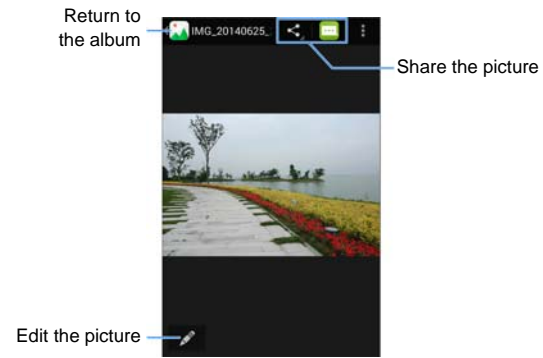 Return to
the album
IMG_20140625_
Share the picture
Edit the picture